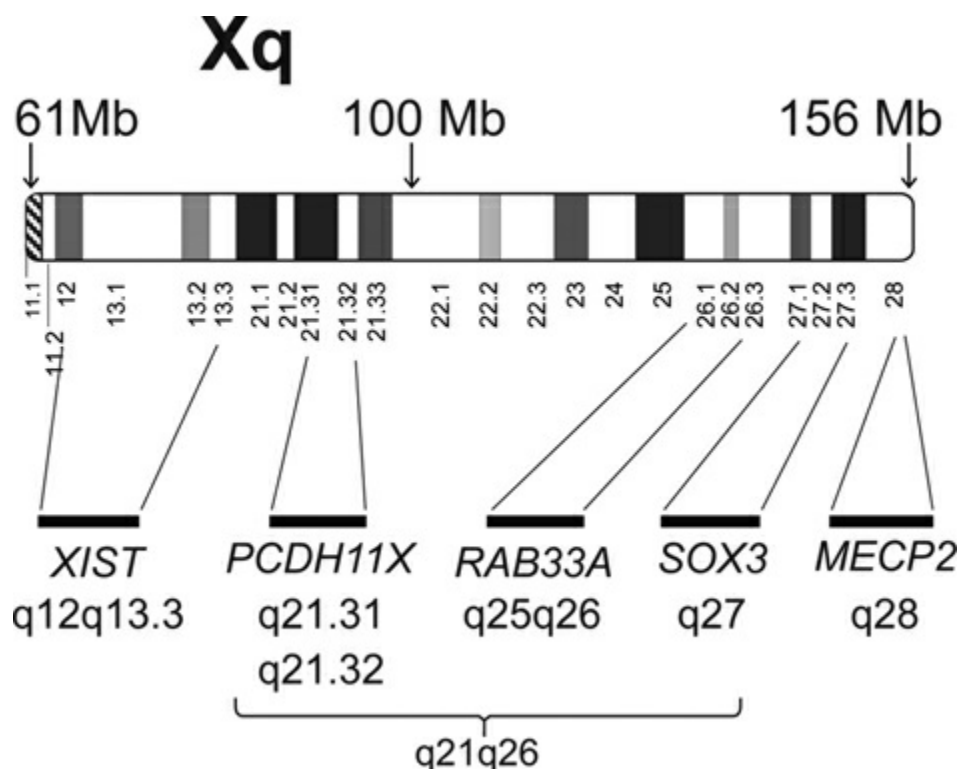 Xq
61Mb 100 Mb 156 Mb
11.1 11.2 12 13.1 13.2 13.3 21.1 21.2 21.31 21.32 21.33 22.1 22.2 22.3 23 24 25 26.1 26.2 26.3 27.1 27.2 27.3 28
XIST PCDH11X RAB33A SOX3 MECP2
q12q13.3 q21.31 q25q26 q27 q28
q21.32
q21q26